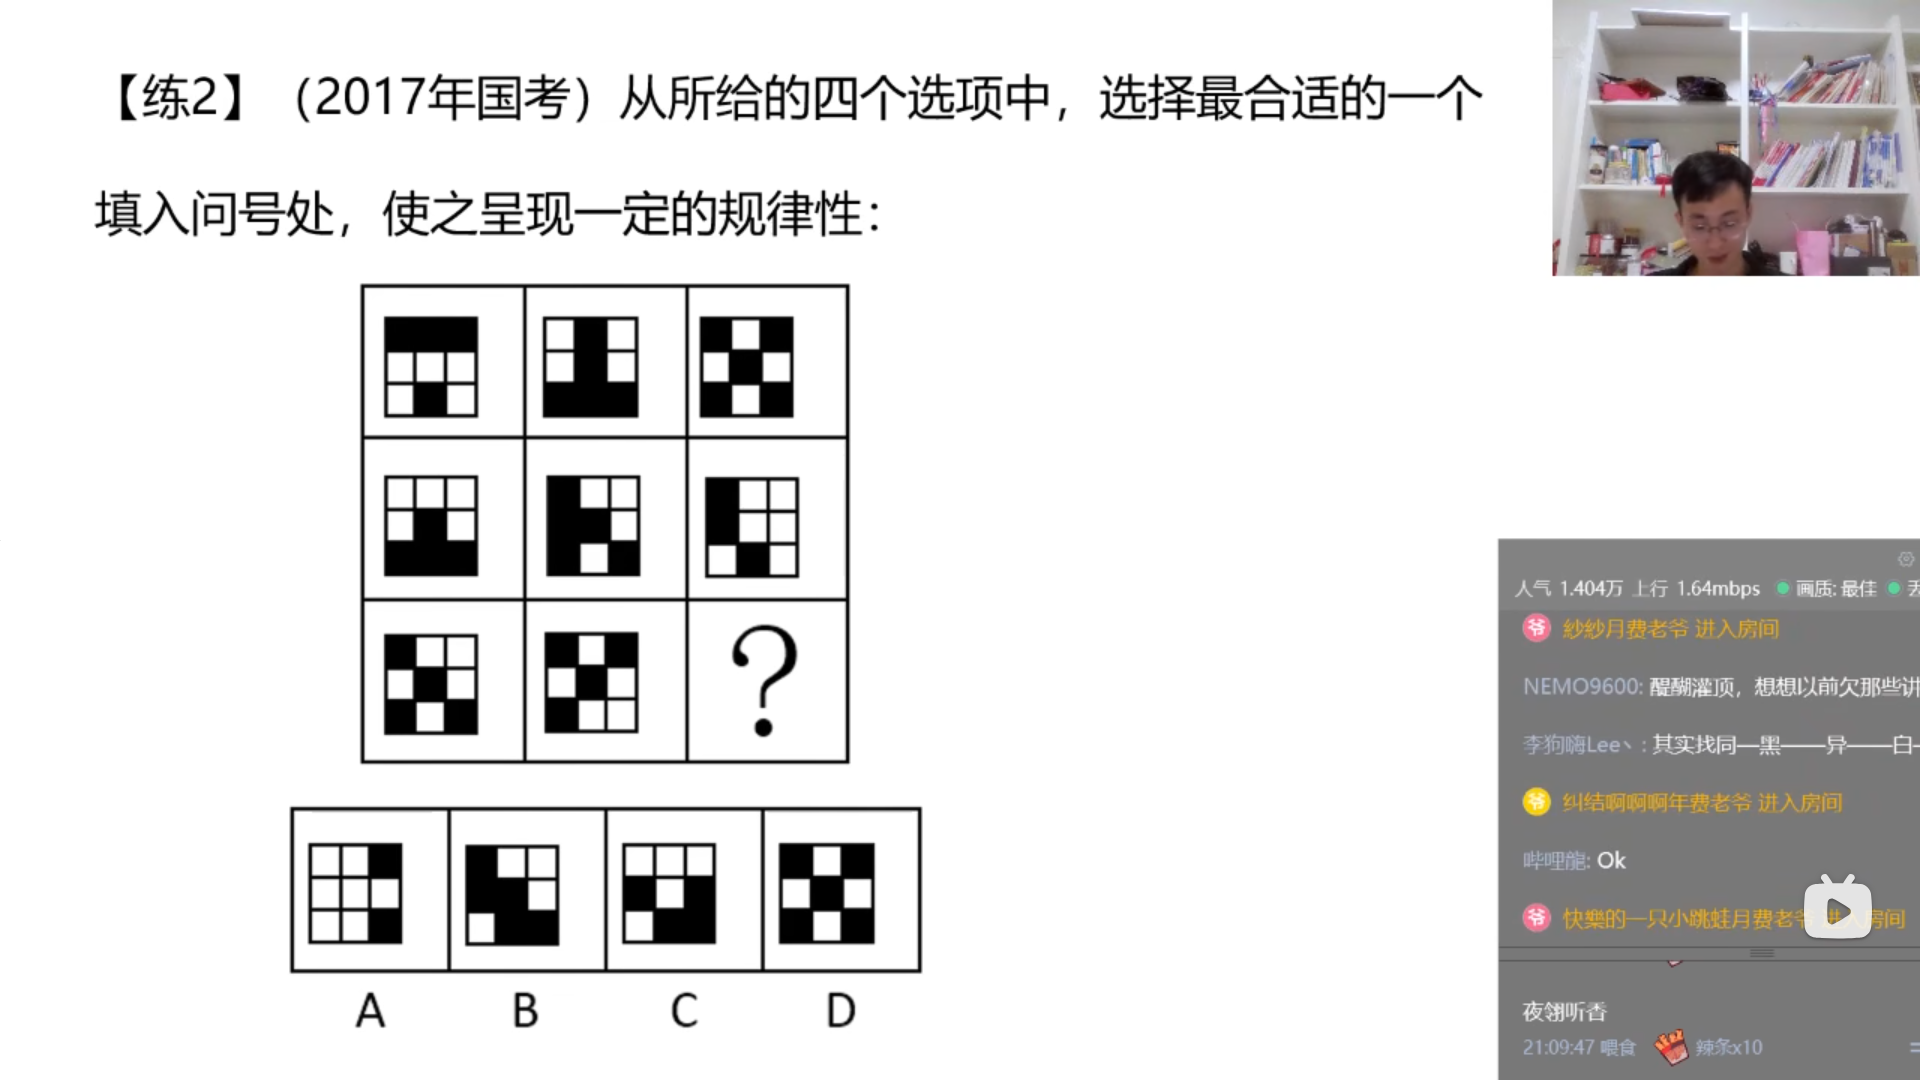 【练2】（2017年国考）从所给的四个选项中，选择最合适的一个
填入问号处，使之呈现一定的规律性：
?
A B C D
人气 1.404万 上行 1.64mbps 画质: 最佳
爷 紗紗月费老爷 进入房间
NEMO9600: 醍醐灌顶，想想以前欠那些讲
李狗嗨Lee丶: 其实找同—黑——异——白-
爷 纠结啊啊啊年费老爷 进入房间
哔哩龍: Ok
爷 快樂的一只小跳蛙月费老爷 进入房间
夜翎听香
21:09:47 喂食 辣条x10